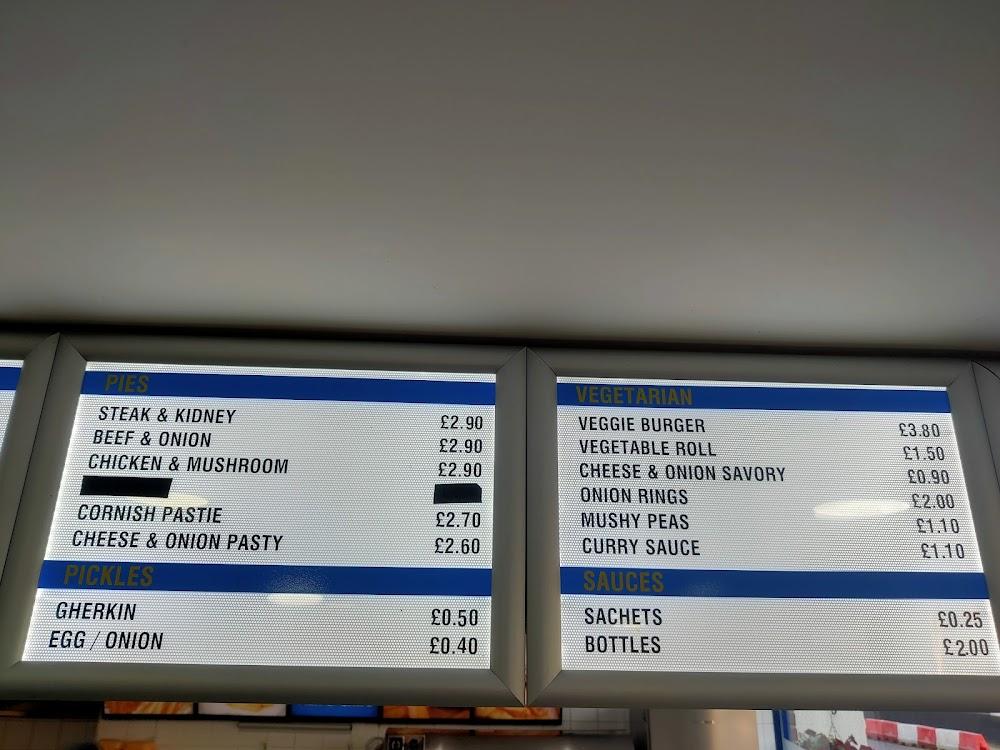 PIES
STEAK & KIDNEY £2.90
BEEF & ONION £2.90
CHICKEN & MUSHROOM £2.90
CORNISH PASTIE £2.70
CHEESE & ONION PASTY £2.60
PICKLES
GHERKIN £0.50
EGG / ONION £0.40
VEGETARIAN
VEGGIE BURGER £3.80
VEGETABLE ROLL £1.50
CHEESE & ONION SAVORY £0.90
ONION RINGS £2.00
MUSHY PEAS £1.10
CURRY SAUCE £1.10
SAUCES
SACHETS £0.25
BOTTLES £2.00